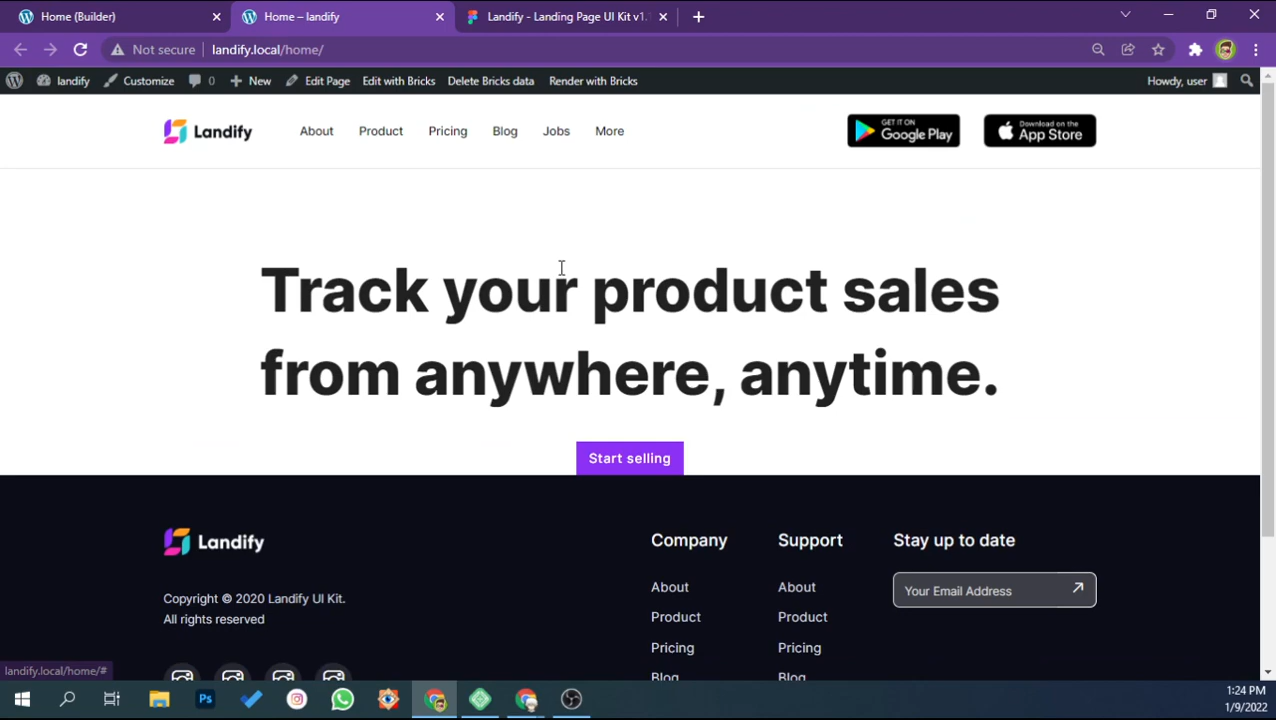 Home (Builder)
Home – landify
Landify - Landing Page UI Kit v1.
Not secure
landify.local/home/
landify
Customize
0
New
Edit Page
Edit with Bricks
Delete Bricks data
Render with Bricks
Howdy, user
Landify
About
Product
Pricing
Blog
Jobs
More
GET IT ON
Google Play
Download on the
App Store
Track your product sales
from anywhere, anytime.
Start selling
Landify
Copyright © 2020 Landify UI Kit.
All rights reserved
Company
About
Product
Pricing
Blog
Support
About
Product
Pricing
Blog
Stay up to date
Your Email Address
landify.local/home/#
Ps
1:24 PM
1/9/2022